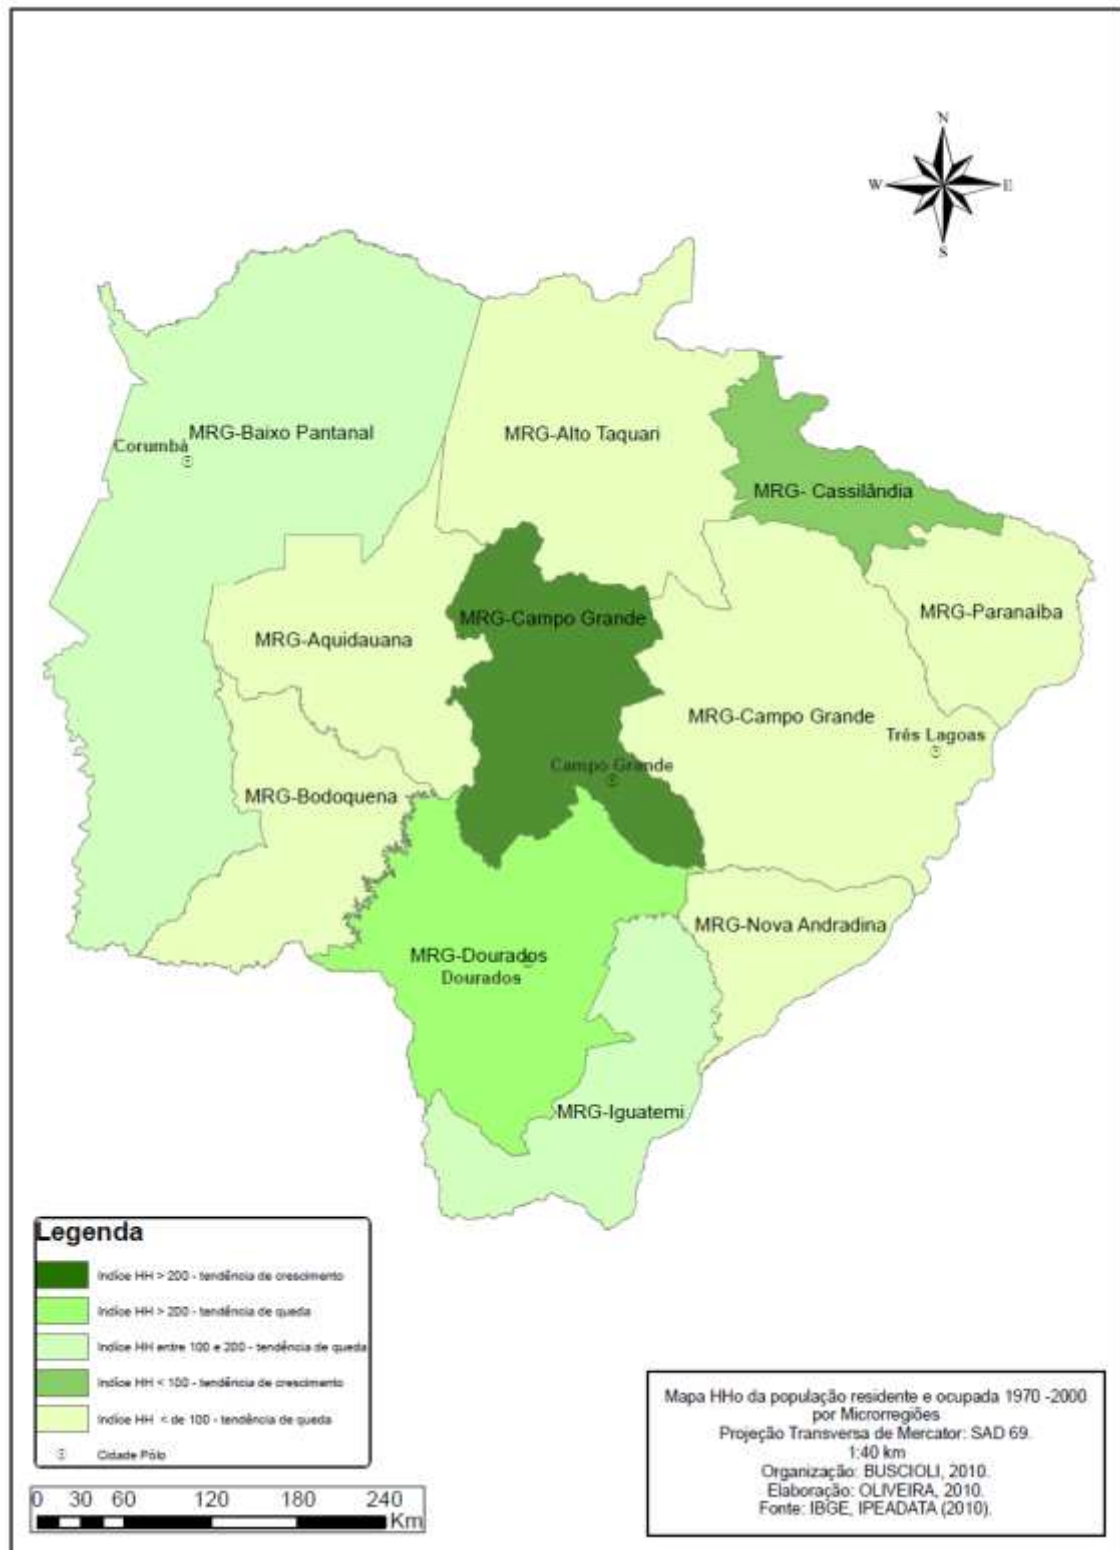 N
W E
S
MRG-Baixo Pantanal
Corumbá
MRG-Alto Taquari
MRG- Cassilândia
MRG-Campo Grande
MRG-Paranaíba
MRG-Aquidauana
MRG-Campo Grande
Três Lagoas
Campo Grande
MRG-Bodoquena
MRG-Nova Andradina
MRG-Dourados
Dourados
MRG-Iguatemi
Legenda
Indíce HH > 200 - tendência de crescimento
Indíce HH > 200 - tendência de queda
Indíce HH entre 100 e 200 - tendência de queda
Indíce HH < 100 - tendência de crescimento
Indíce HH < de 100 - tendência de queda
Cidade Pólo
0 30 60 120 180 240
Km
Mapa HHo da população residente e ocupada 1970 -2000
por Microrregiões
Projeção Transversa de Mercator: SAD 69.
1:40 km
Organização: BUSCIOLI, 2010.
Elaboração: OLIVEIRA, 2010.
Fonte: IBGE, IPEADATA (2010).